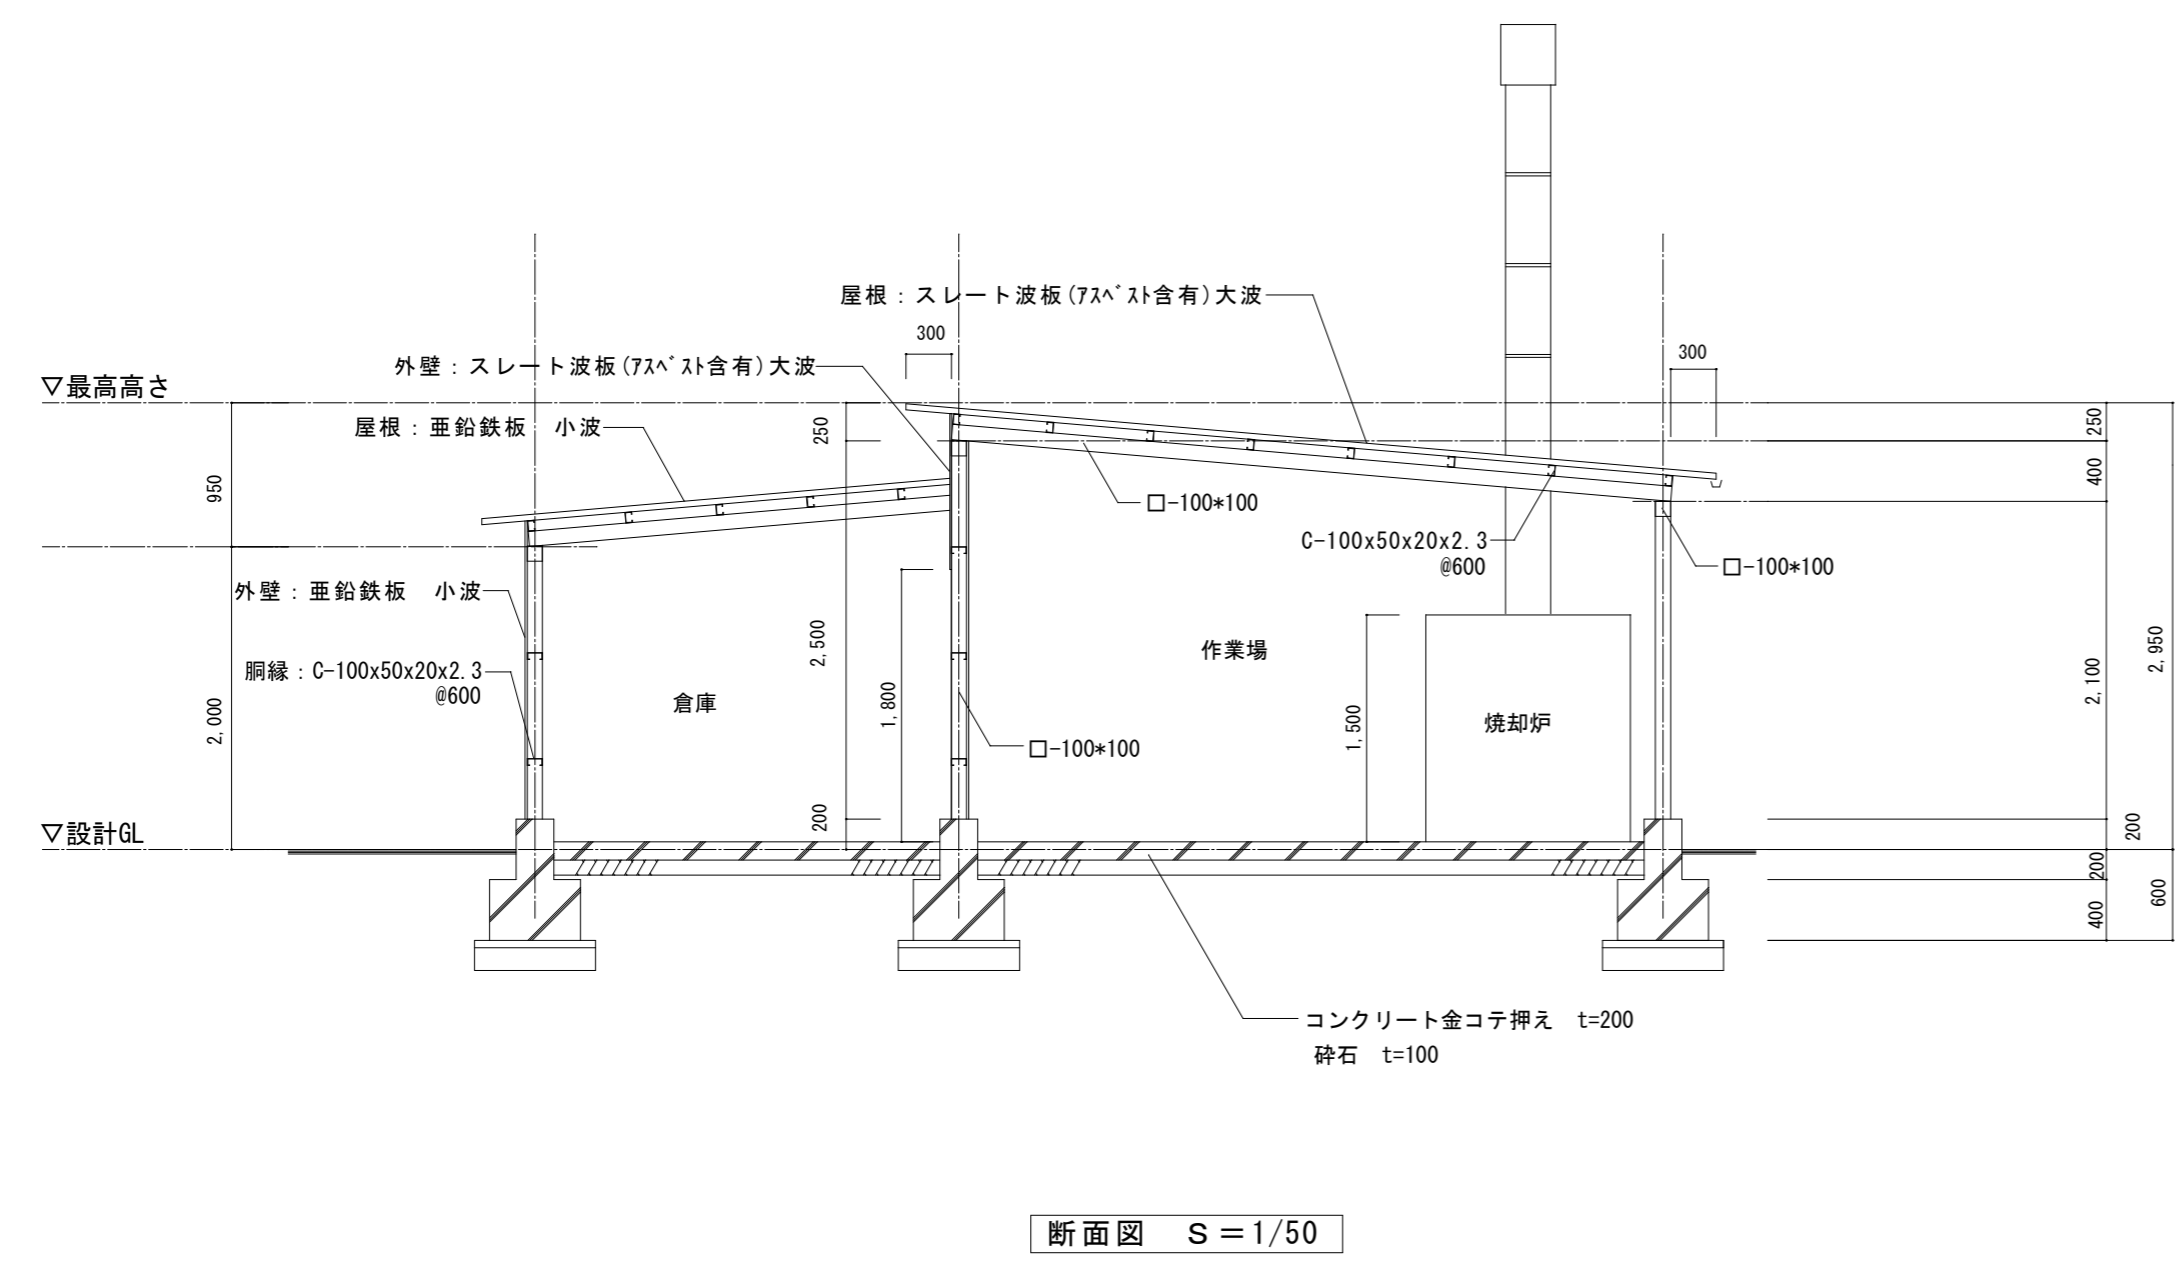 屋根：スレート波板(ｱｽﾍﾞｽﾄ含有)大波
300
300
外壁：スレート波板(ｱｽﾍﾞｽﾄ含有)大波
▽最高高さ
屋根：亜鉛鉄板　小波
250
250
400
950
□-100*100
C-100x50x20x2.3
@600
□-100*100
外壁：亜鉛鉄板　小波
2,500
作業場
2,950
胴縁：C-100x50x20x2.3
@600
2,100
倉庫
1,800
2,000
1,500
焼却炉
□-100*100
200
200
▽設計GL
200
600
400
コンクリート金コテ押え　t=200
砕石　t=100
断面図　S＝1/50